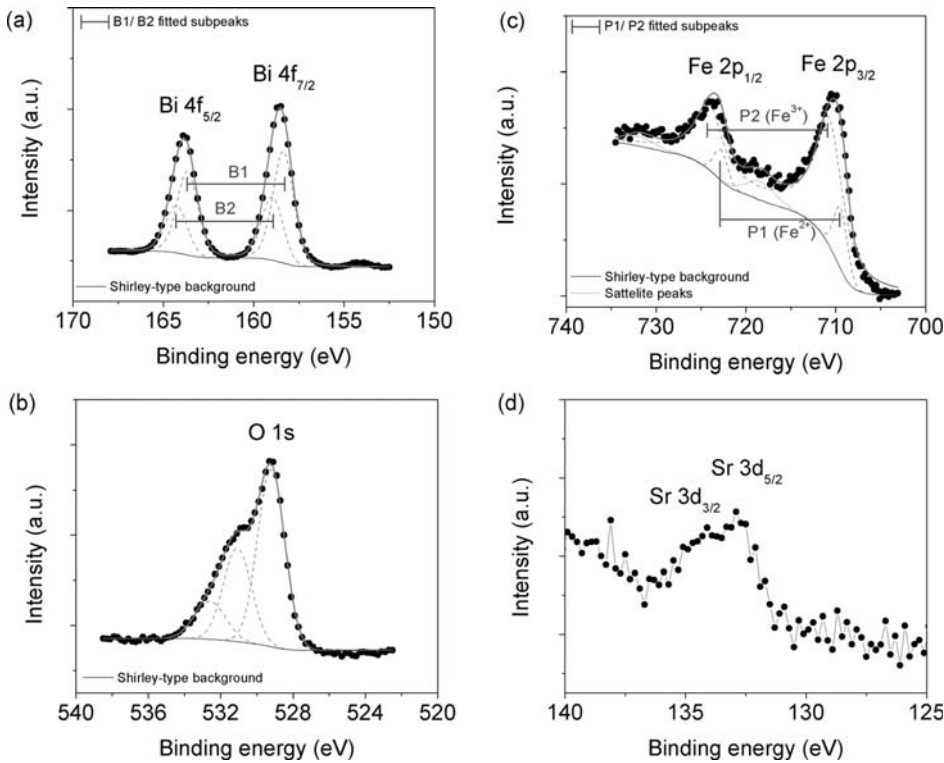 (a)
B1/ B2 fitted subpeaks
Bi 4f7/2
Bi 4f5/2
B1
B2
Shirley-type background
Intensity (a.u.)
170 165 160 155 150
Binding energy (eV)
(c)
P1/ P2 fitted subpeaks
Fe 2p1/2
Fe 2p3/2
P2 (Fe3+)
P1 (Fe2+)
Shirley-type background
Sattelite peaks
Intensity (a.u.)
740 730 720 710 700
Binding energy (eV)
(b)
O 1s
Shirley-type background
Intensity (a.u.)
540 536 532 528 524 520
Binding energy (eV)
(d)
Sr 3d5/2
Sr 3d3/2
Intensity (a.u.)
140 135 130 125
Binding energy (eV)